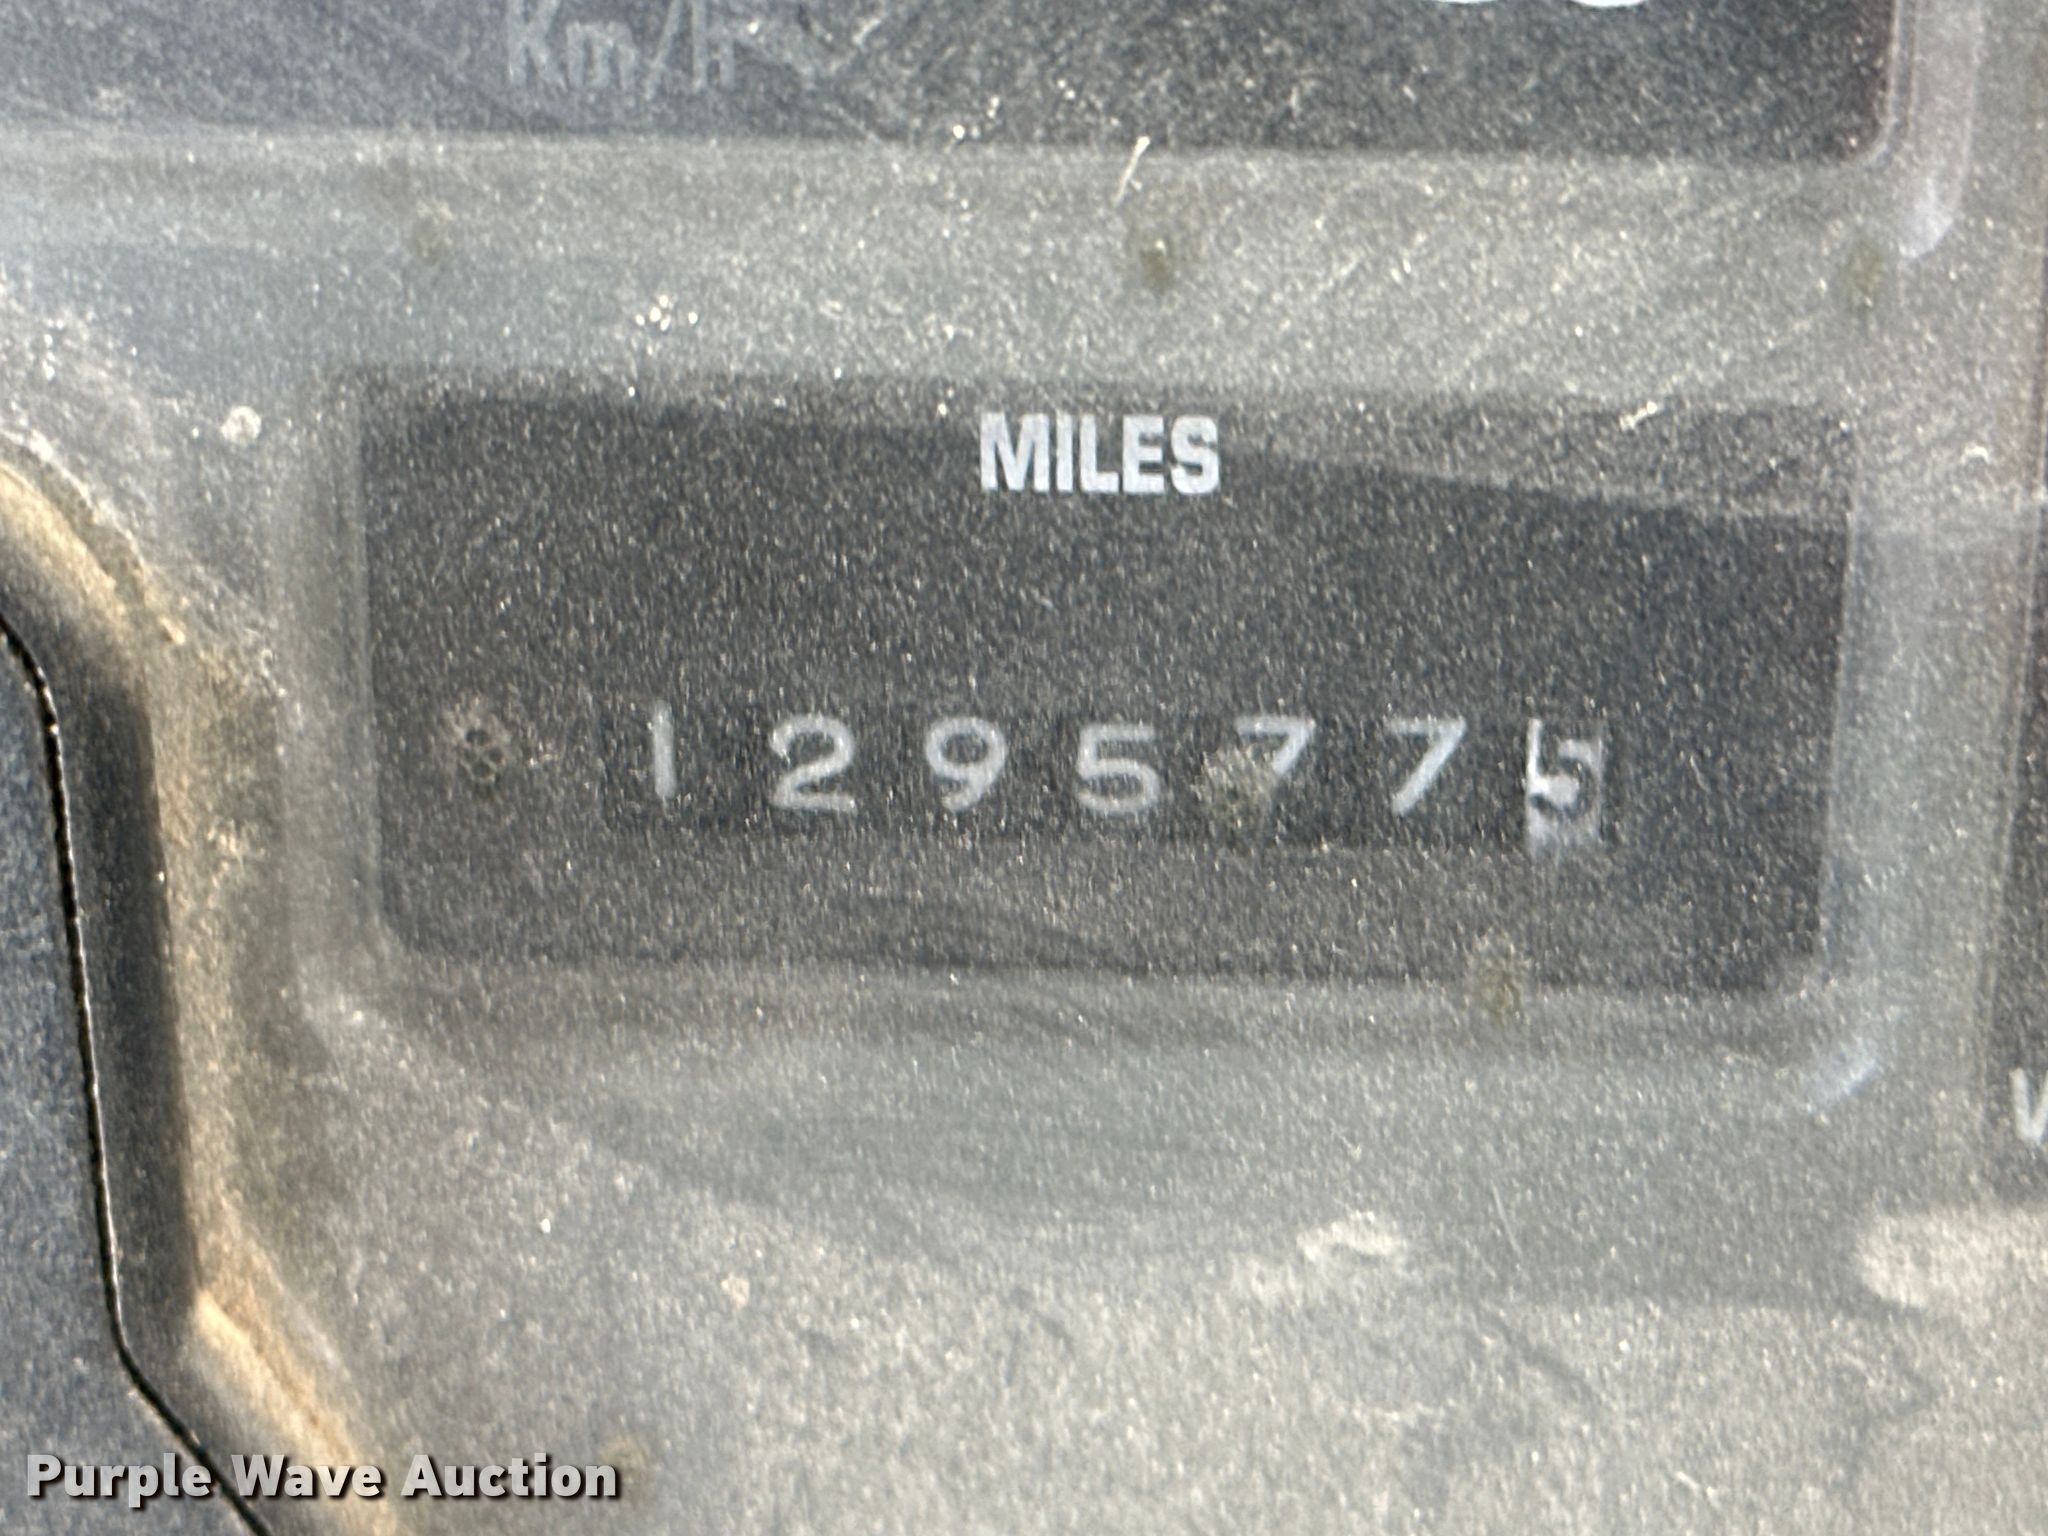 Km/h
MILES
1295775
Purple Wave Auction